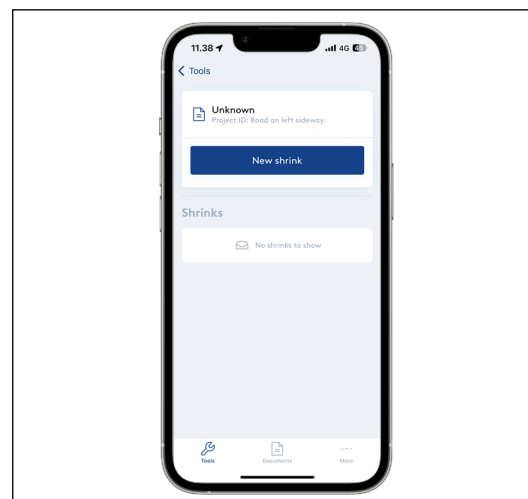 11.38
4G
Tools
Unknown
Project ID: Road on left sideway.
New shrink
Shrinks
No shrinks to show
Tools
Documents
More